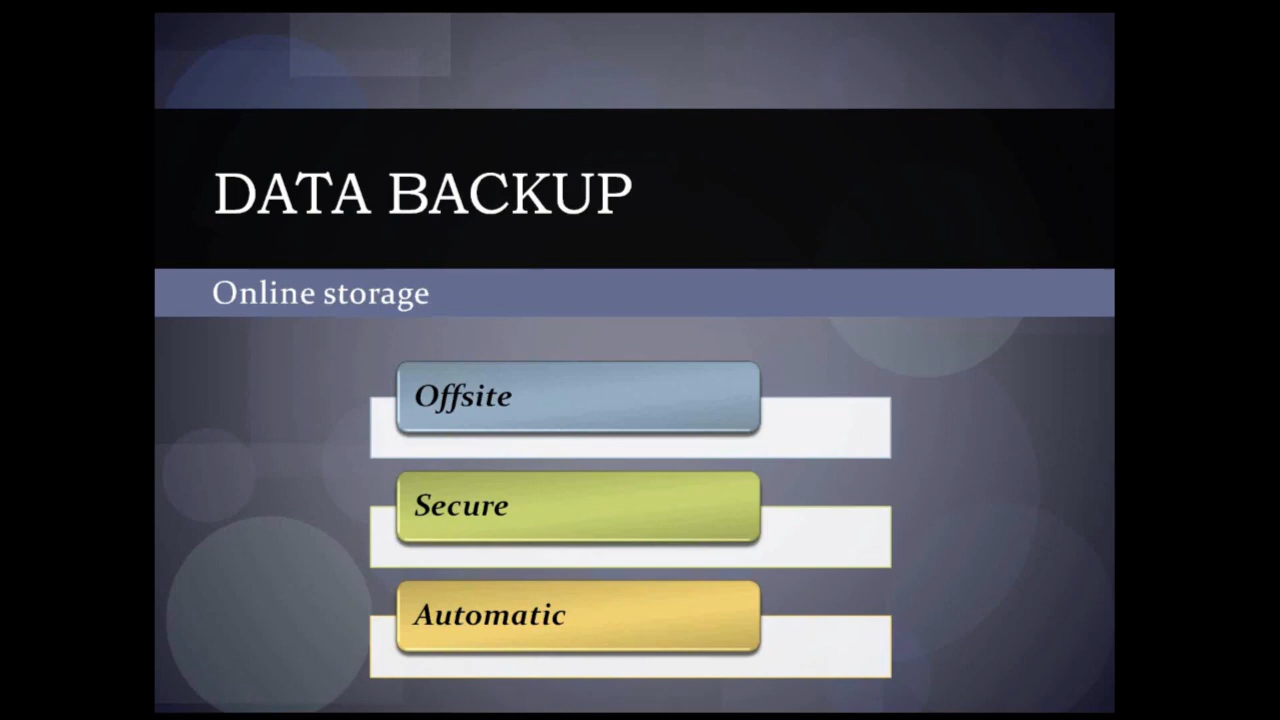 DATA BACKUP
Online storage
Offsite
Secure
Automatic